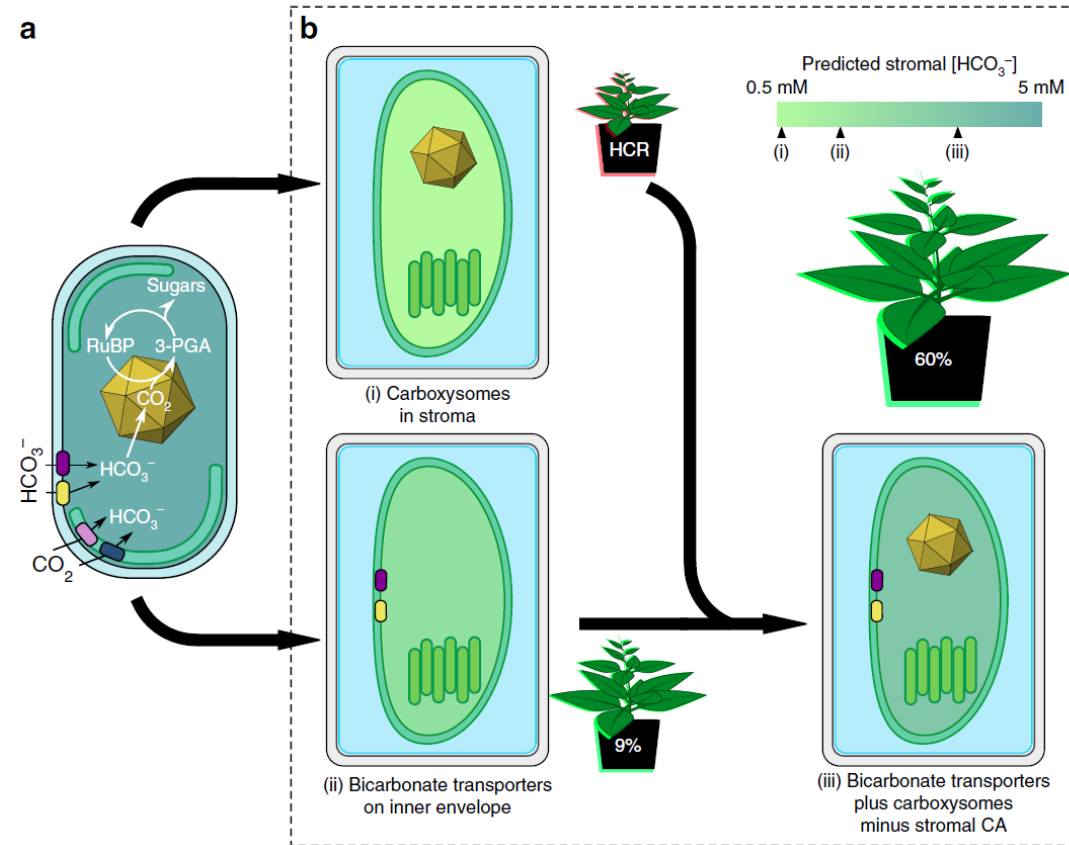 a
b
Sugars
RuBP
3-PGA
CO₂
HCO₃⁻
HCO₃⁻
HCO₃⁻
CO₂
(i) Carboxysomes
in stroma
HCR
Predicted stromal [HCO₃⁻]
0.5 mM
5 mM
(i)
(ii)
(iii)
60%
(ii) Bicarbonate transporters
on inner envelope
9%
(iii) Bicarbonate transporters
plus carboxysomes
minus stromal CA